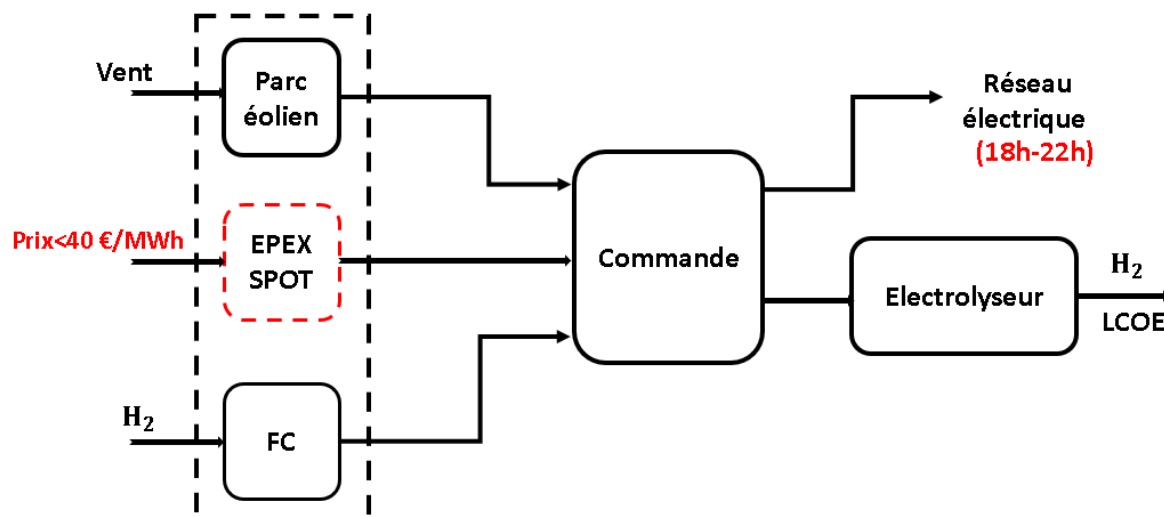 Vent
Parc
éolien
Réseau
électrique
(18h-22h)
Prix<40 €/MWh
EPEX
SPOT
Commande
Electrolyseur
H₂
LCOE
H₂
FC